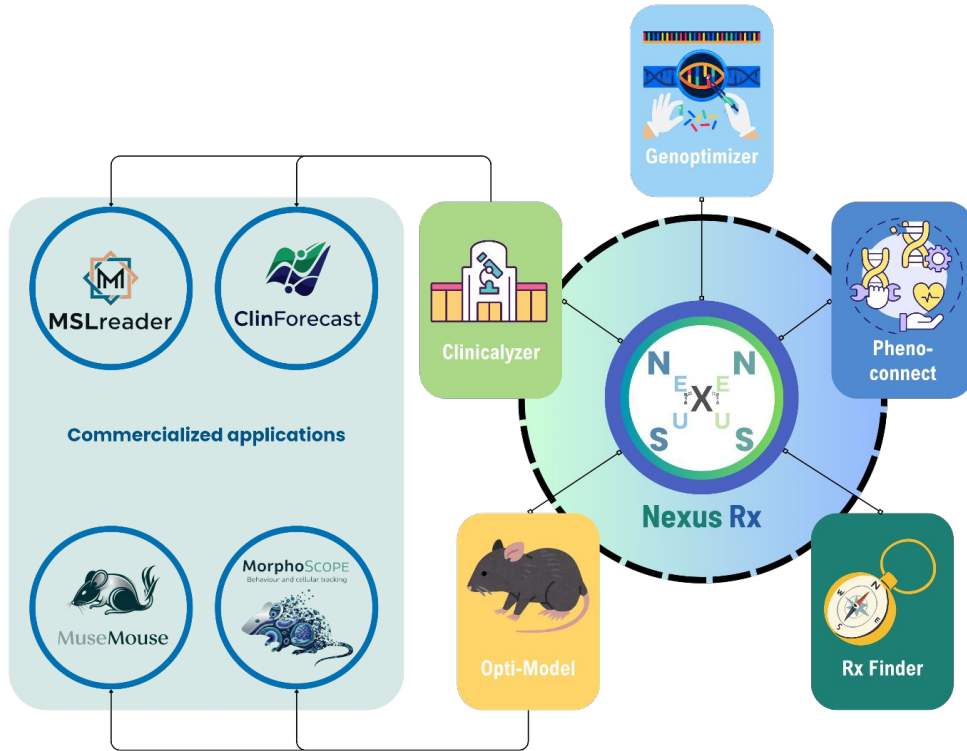 Genoptimizer
MSLreader
ClinForecast
Clinicalyzer
Pheno-
connect
Commercialized applications
N N
E E
X
U U
S S
Nexus Rx
MuseMouse
MorphoSCOPE
Behaviour and cellular tracking
Opti-Model
Rx Finder
N
E
S
W